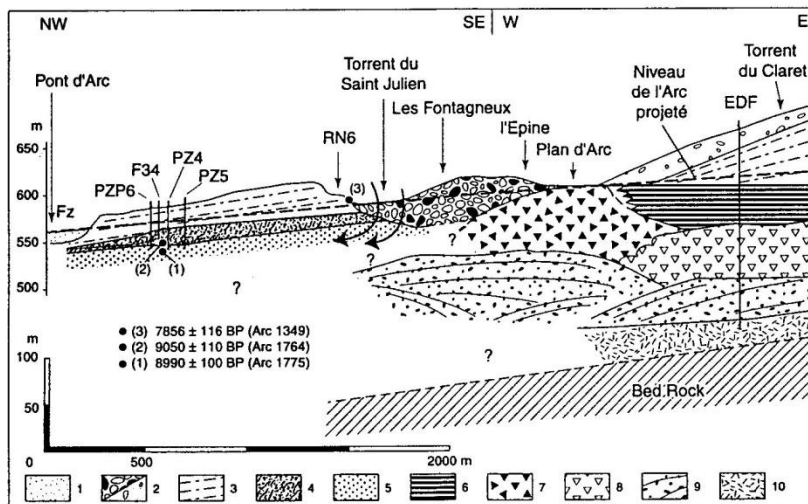 NW
SE
W
E
Pont d'Arc
Torrent du
Saint Julien
Les Fontagneux
l'Epine
Plan d'Arc
Niveau
de l'Arc
projeté
EDF
Torrent
du Claret
m
650
600
550
500
Fz
PZP6
F34
PZ4
PZ5
RN6
(3)
(2)
(1)
?
?
?
?
(3) 7856 ± 116 BP (Arc 1349)
(2) 9050 ± 110 BP (Arc 1764)
(1) 8990 ± 100 BP (Arc 1775)
m
100
50
0
500
2000 m
Bed Rock
1
2
3
4
5
6
7
8
9
10